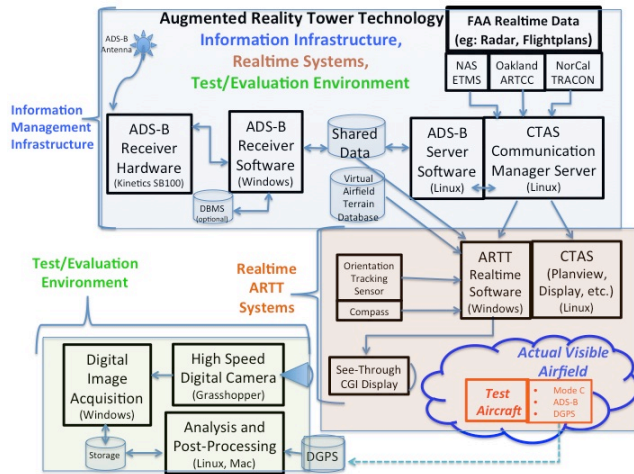 Augmented Reality Tower Technology
Information Infrastructure,
Realtime Systems,
Test/Evaluation Environment
FAA Realtime Data
(eg: Radar, Flightplans)
NAS
ETMS
Oakland
ARTCC
NorCal
TRACON
ADS-B
Antenna
Information
Management
Infrastructure
ADS-B
Receiver
Hardware
(Kinetics SB100)
ADS-B
Receiver
Software
(Windows)
DBMS
(optional)
Shared
Data
Virtual
Airfield
Terrain
Database
ADS-B
Server
Software
(Linux)
CTAS
Communication
Manager Server
(Linux)
Test/Evaluation
Environment
Realtime
ARTT
Systems
Orientation
Tracking
Sensor
Compass
ARTT
Realtime
Software
(Windows)
CTAS
(Planview,
Display, etc.)
(Linux)
See-Through
CGI Display
Actual Visible
Airfield
Test
Aircraft
• Mode C
• ADS-B
• DGPS
Digital
Image
Acquisition
(Windows)
High Speed
Digital Camera
(Grasshopper)
Storage
Analysis and
Post-Processing
(Linux, Mac)
DGPS